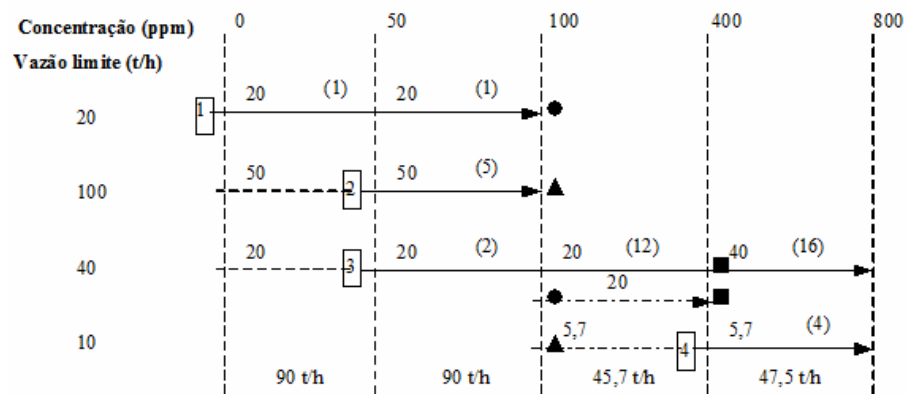 Concentração (ppm) 0 50 100 400 800
Vazão limite (t/h)
20 1 20 (1) 20 (1)
100 50 2 50 (5)
40 20 3 20 (2) 20 (12) 40 (16)
20
10 5,7 4 5,7 (4)
90 t/h 90 t/h 45,7 t/h 47,5 t/h